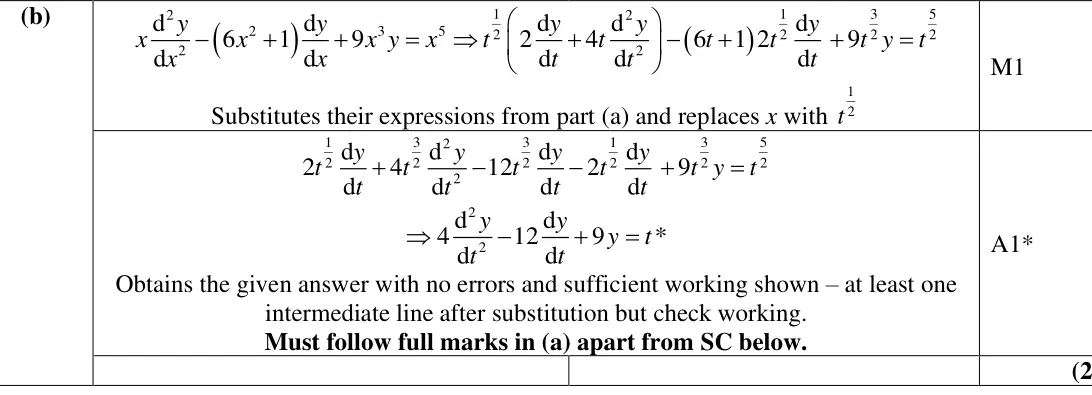 (b)
x d²y/dx² − (6x² + 1) dy/dx + 9x³y = x⁵ ⇒ t^(1/2) (2 dy/dt + 4t d²y/dt²) − (6t + 1) 2t^(1/2) dy/dt + 9t^(3/2) y = t^(5/2)
M1
Substitutes their expressions from part (a) and replaces x with t^(1/2)
2t^(1/2) dy/dt + 4t^(3/2) d²y/dt² − 12t^(3/2) dy/dt − 2t^(1/2) dy/dt + 9t^(3/2) y = t^(5/2)
⇒ 4 d²y/dt² − 12 dy/dt + 9y = t*
A1*
Obtains the given answer with no errors and sufficient working shown – at least one
intermediate line after substitution but check working.
Must follow full marks in (a) apart from SC below.
(2